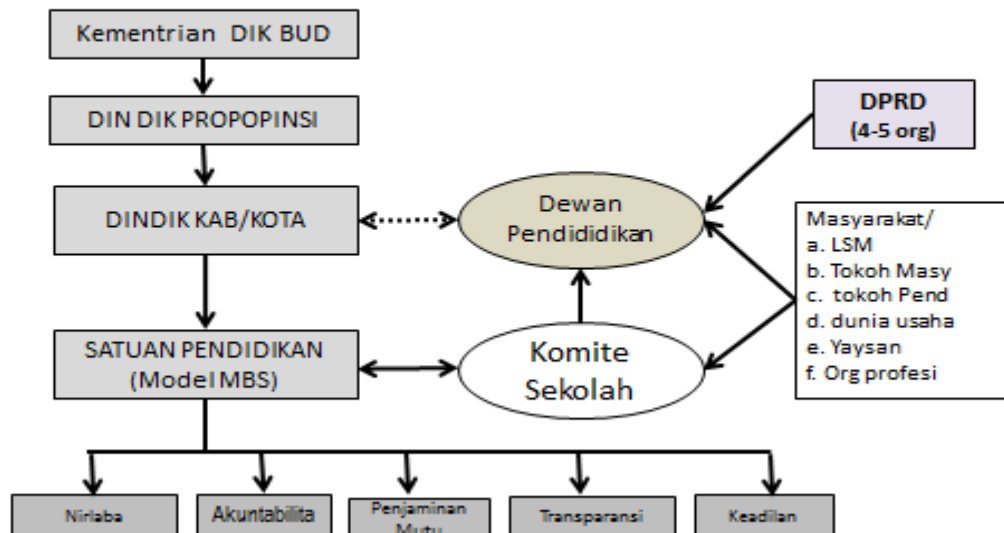 Kementrian DIK BUD
DIN DIK PROPOPINSI
DPRD
(4-5 org)
DINDIK KAB/KOTA
Dewan
Pendididikan
Masyarakat/
a. LSM
b. Tokoh Masy
c. tokoh Pend
d. dunia usaha
e. Yaysan
f. Org profesi
SATUAN PENDIDIKAN
(Model MBS)
Komite
Sekolah
Nirlaba
Akuntabilita
Penjaminan
Mutu
Transparansi
Keadilan